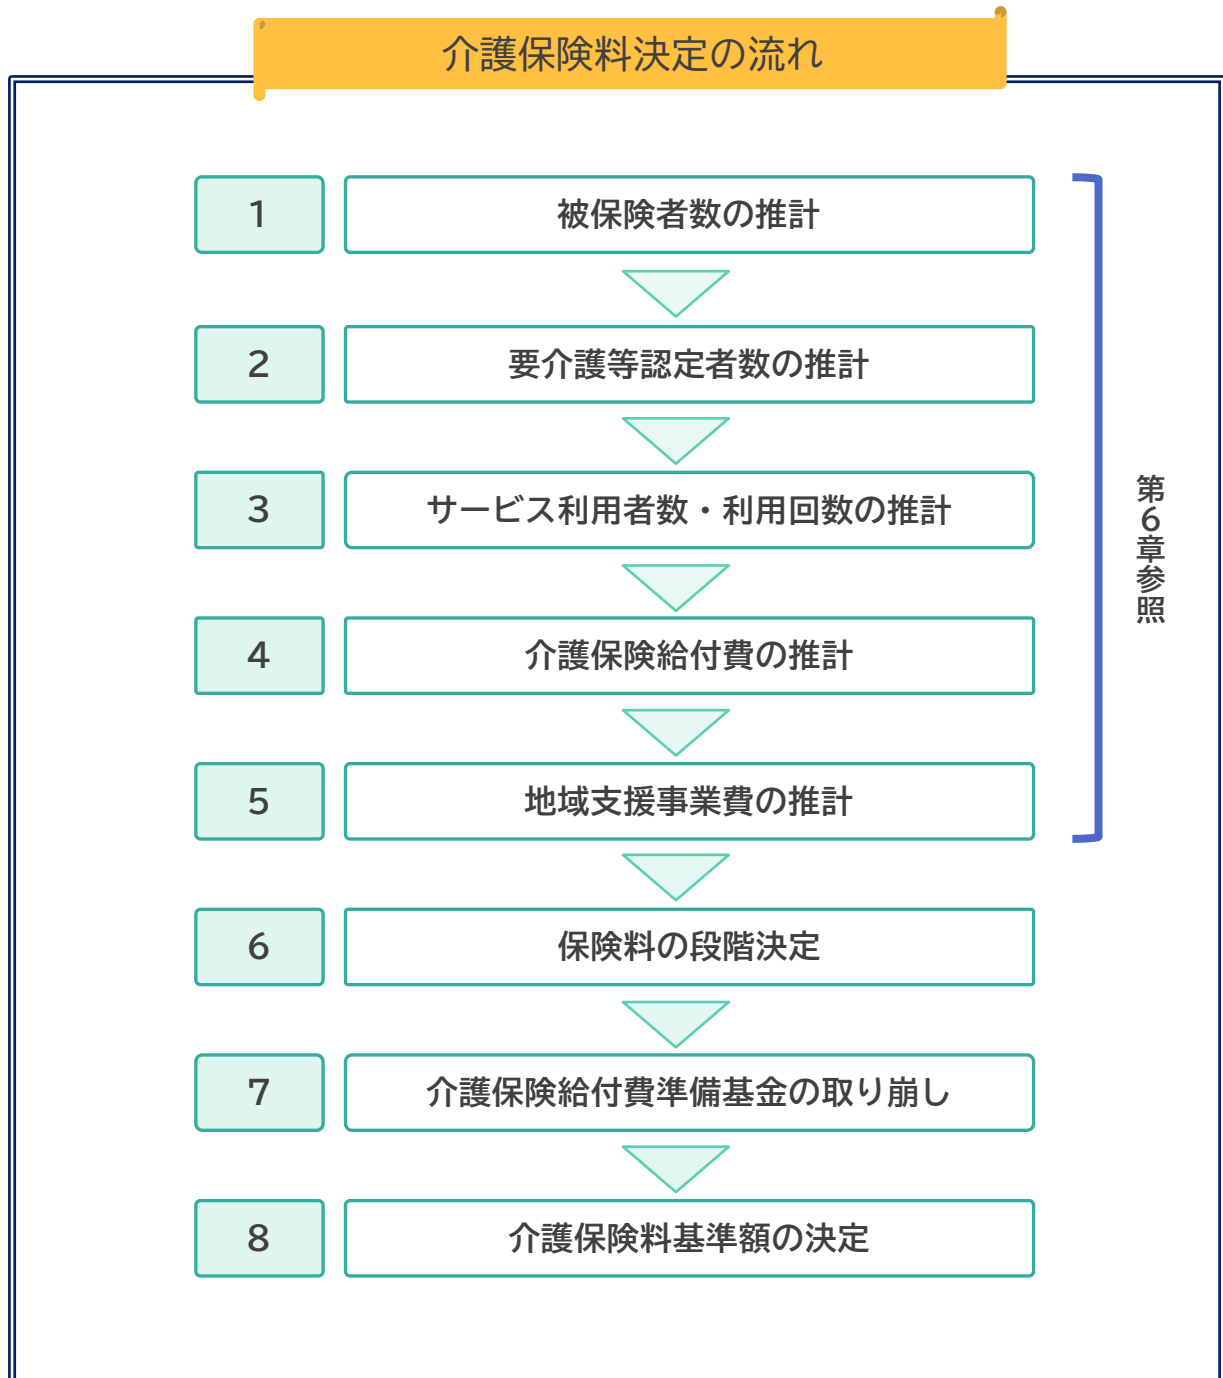 介護保険料決定の流れ
1
被保険者数の推計
2
要介護等認定者数の推計
3
サービス利用者数・利用回数の推計
4
介護保険給付費の推計
5
地域支援事業費の推計
第6章参照
6
保険料の段階決定
7
介護保険給付費準備基金の取り崩し
8
介護保険料基準額の決定